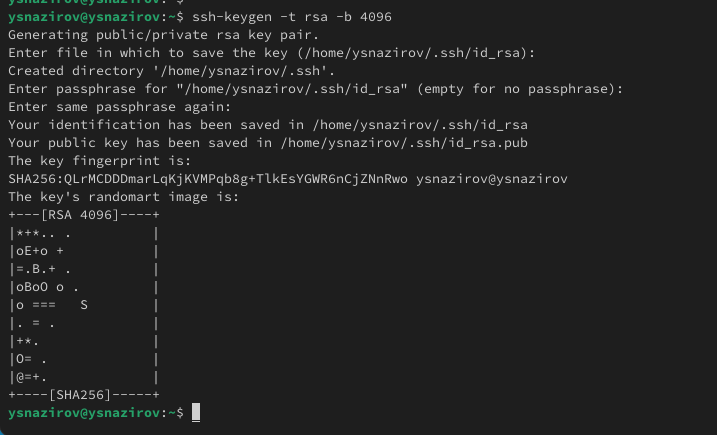 ysnazirov@ysnazirov:~$ ssh-keygen -t rsa -b 4096
Generating public/private rsa key pair.
Enter file in which to save the key (/home/ysnazirov/.ssh/id_rsa):
Created directory '/home/ysnazirov/.ssh'.
Enter passphrase for "/home/ysnazirov/.ssh/id_rsa" (empty for no passphrase):
Enter same passphrase again:
Your identification has been saved in /home/ysnazirov/.ssh/id_rsa
Your public key has been saved in /home/ysnazirov/.ssh/id_rsa.pub
The key fingerprint is:
SHA256:QLrMCDDDmarLqKjKVMPqb8g+TlkEsYGWR6nCjZNnRwo ysnazirov@ysnazirov
The key's randomart image is:
+---[RSA 4096]----+
|*+*.. .          |
|oE+o +           |
|=.B.+ .          |
|oBoO o .         |
|o ===   S        |
|. = .            |
|+*.              |
|O= .             |
|@=+.             |
+----[SHA256]-----+
ysnazirov@ysnazirov:~$